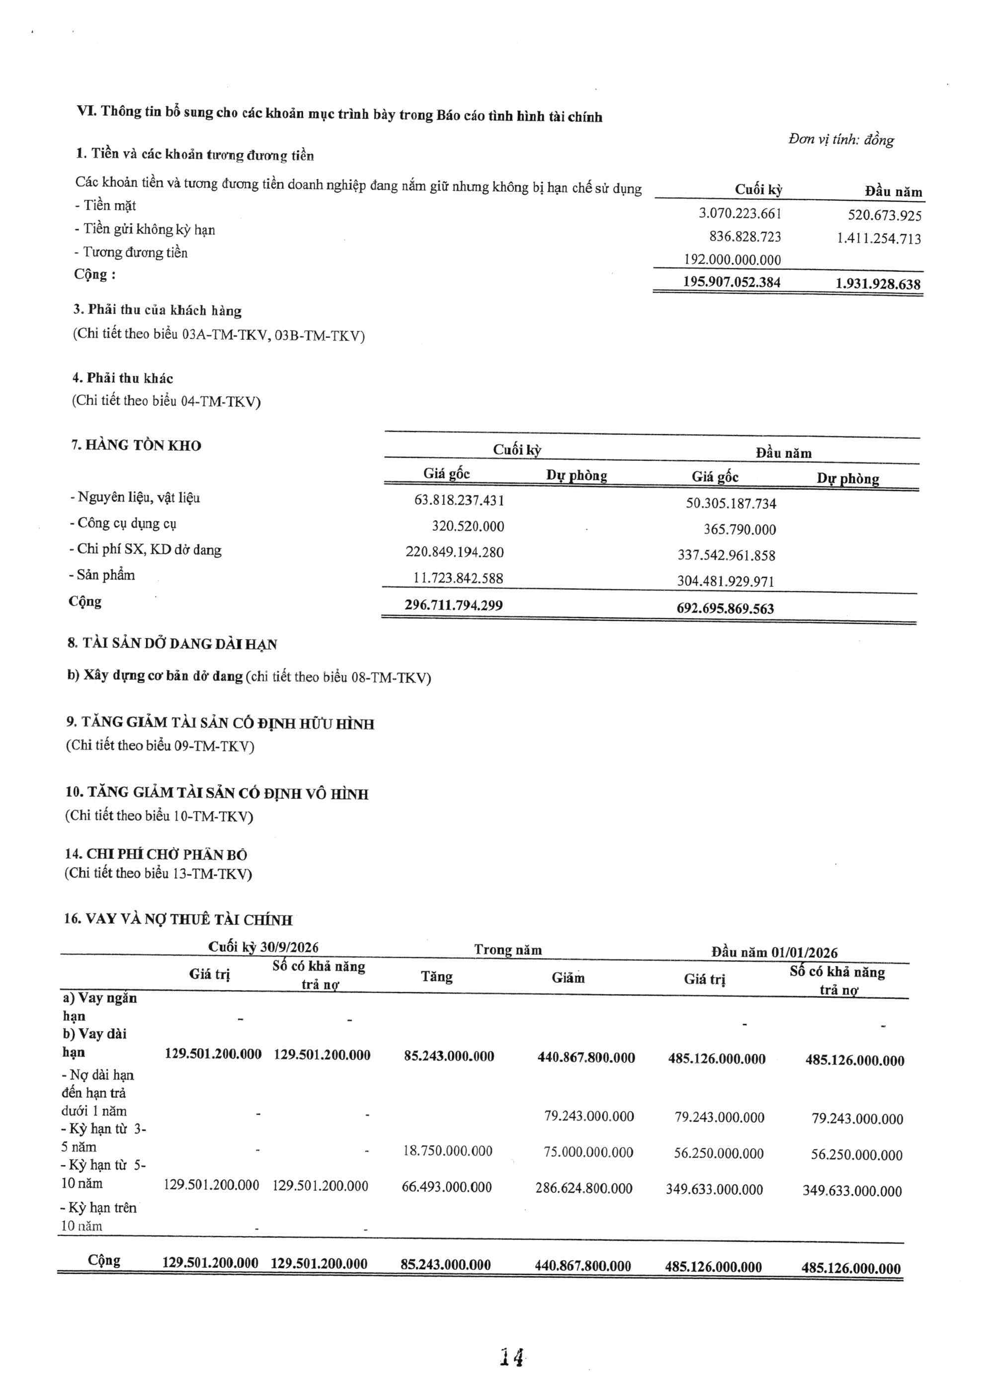 VI. Thông tin bổ sung cho các khoản mục trình bày trong Báo cáo tình hình tài chính
Đơn vị tính: đồng
1. Tiền và các khoản tương đương tiền
Các khoản tiền và tương đương tiền doanh nghiệp đang nắm giữ nhưng không bị hạn chế sử dụng Cuối kỳ Đầu năm
- Tiền mặt 3.070.223.661 520.673.925
- Tiền gửi không kỳ hạn 836.828.723 1.411.254.713
- Tương đương tiền 192.000.000.000
Cộng : 195.907.052.384 1.931.928.638
3. Phải thu của khách hàng
(Chi tiết theo biểu 03A-TM-TKV, 03B-TM-TKV)
4. Phải thu khác
(Chi tiết theo biểu 04-TM-TKV)
7. HÀNG TỒN KHO Cuối kỳ Đầu năm
Giá gốc Dự phòng Giá gốc Dự phòng
- Nguyên liệu, vật liệu 63.818.237.431 50.305.187.734
- Công cụ dụng cụ 320.520.000 365.790.000
- Chi phí SX, KD dở dang 220.849.194.280 337.542.961.858
- Sản phẩm 11.723.842.588 304.481.929.971
Cộng 296.711.794.299 692.695.869.563
8. TÀI SẢN DỞ DANG DÀI HẠN
b) Xây dựng cơ bản dở dang (chi tiết theo biểu 08-TM-TKV)
9. TĂNG GIẢM TÀI SẢN CỐ ĐỊNH HỮU HÌNH
(Chi tiết theo biểu 09-TM-TKV)
10. TĂNG GIẢM TÀI SẢN CỐ ĐỊNH VÔ HÌNH
(Chi tiết theo biểu 10-TM-TKV)
14. CHI PHÍ CHỜ PHÂN BỔ
(Chi tiết theo biểu 13-TM-TKV)
16. VAY VÀ NỢ THUÊ TÀI CHÍNH
Cuối kỳ 30/9/2026 Trong năm Đầu năm 01/01/2026
Giá trị Số có khả năng Tăng Giảm Giá trị Số có khả năng
trả nợ trả nợ
a) Vay ngắn
hạn - - - -
b) Vay dài
hạn 129.501.200.000 129.501.200.000 85.243.000.000 440.867.800.000 485.126.000.000 485.126.000.000
- Nợ dài hạn
đến hạn trả
dưới 1 năm - - 79.243.000.000 79.243.000.000 79.243.000.000
- Kỳ hạn từ 3-
5 năm - - 18.750.000.000 75.000.000.000 56.250.000.000 56.250.000.000
- Kỳ hạn từ 5-
10 năm 129.501.200.000 129.501.200.000 66.493.000.000 286.624.800.000 349.633.000.000 349.633.000.000
- Kỳ hạn trên
10 năm - -
Cộng 129.501.200.000 129.501.200.000 85.243.000.000 440.867.800.000 485.126.000.000 485.126.000.000
14